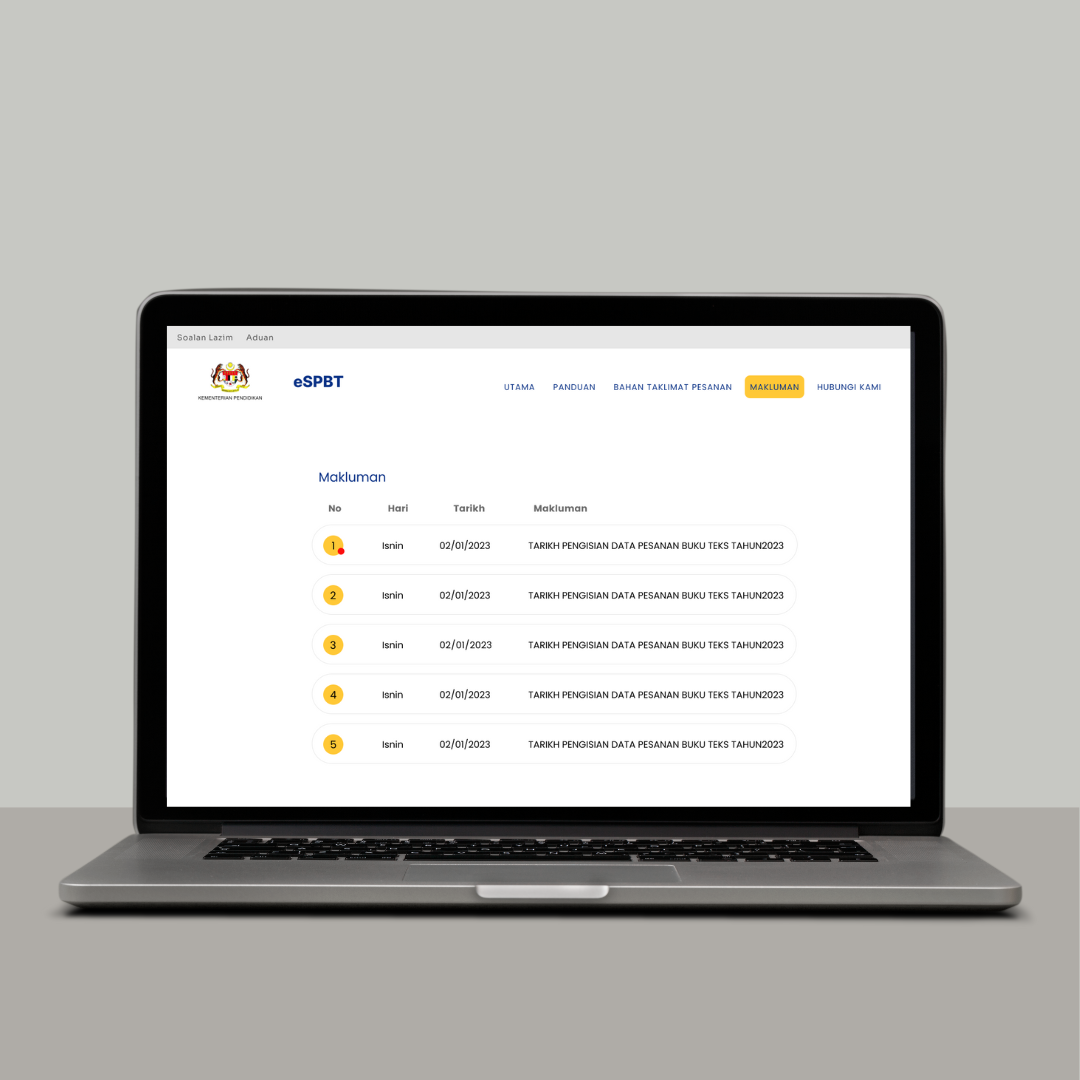 Soalan Lazim Aduan
KEMENTERIAN PENDIDIKAN
eSPBT
UTAMA PANDUAN BAHAN TAKLIMAT PESANAN MAKLUMAN HUBUNGI KAMI
Makluman
No Hari Tarikh Makluman
1 Isnin 02/01/2023 TARIKH PENGISIAN DATA PESANAN BUKU TEKS TAHUN2023
2 Isnin 02/01/2023 TARIKH PENGISIAN DATA PESANAN BUKU TEKS TAHUN2023
3 Isnin 02/01/2023 TARIKH PENGISIAN DATA PESANAN BUKU TEKS TAHUN2023
4 Isnin 02/01/2023 TARIKH PENGISIAN DATA PESANAN BUKU TEKS TAHUN2023
5 Isnin 02/01/2023 TARIKH PENGISIAN DATA PESANAN BUKU TEKS TAHUN2023